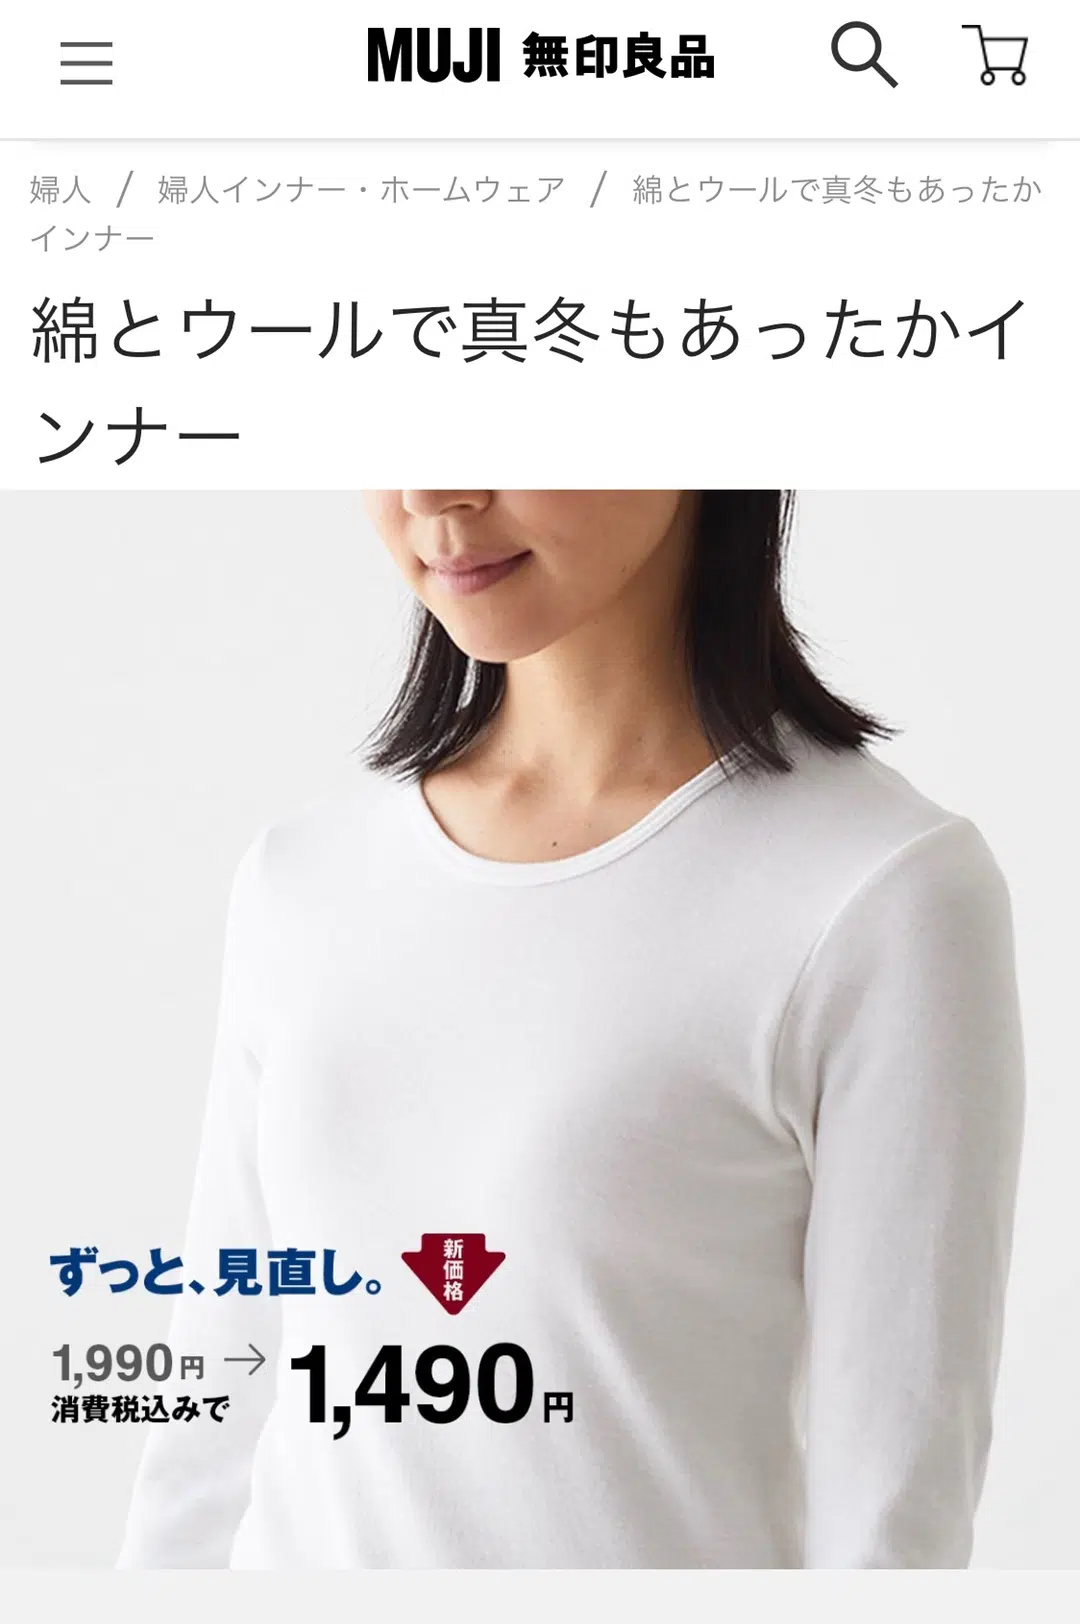 MUJI 無印良品
婦人 / 婦人インナー・ホームウェア / 綿とウールで真冬もあったか
インナー
綿とウールで真冬もあったかイ
ンナー
ずっと、見直し。
新価格
1,990円 → 1,490円
消費税込みで